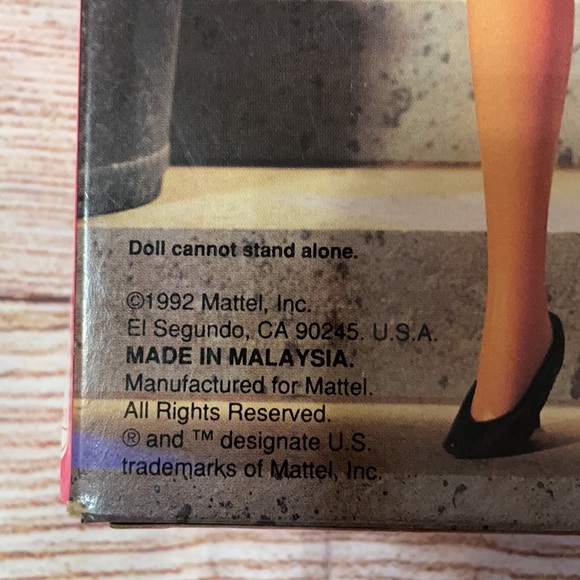 Doll cannot stand alone.
©1992 Mattel, Inc.
El Segundo, CA 90245. U.S.A.
MADE IN MALAYSIA.
Manufactured for Mattel.
All Rights Reserved.
® and ™ designate U.S.
trademarks of Mattel, Inc.